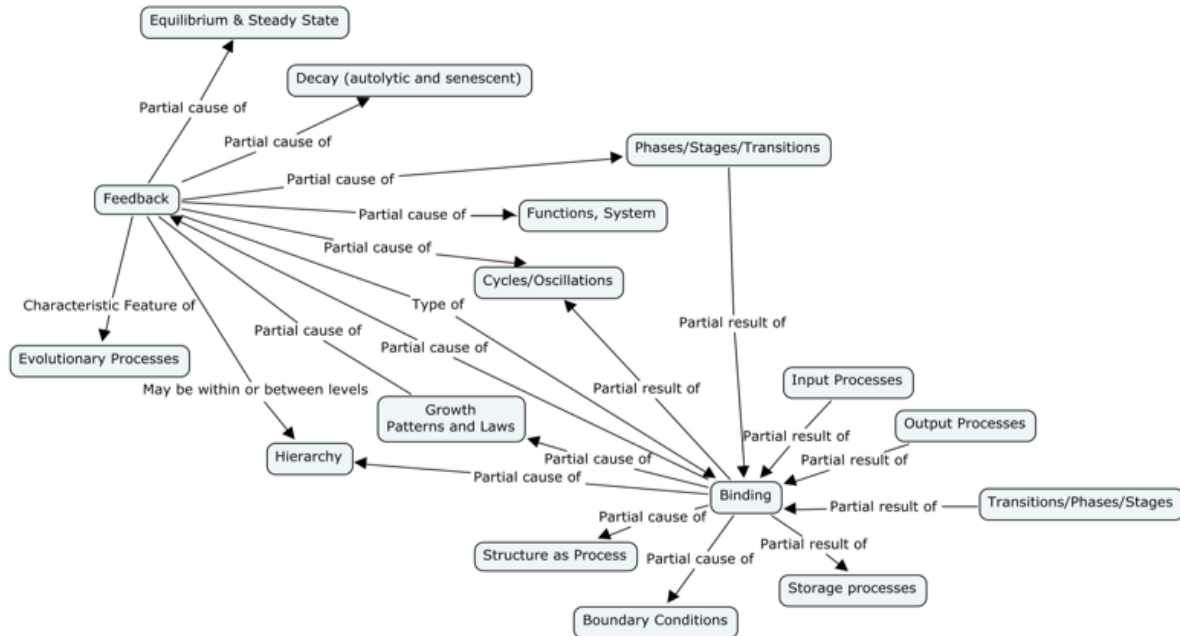 Equilibrium & Steady State
Decay (autolytic and senescent)
Partial cause of
Partial cause of
Phases/Stages/Transitions
Partial cause of
Feedback
Partial cause of
Functions, System
Partial cause of
Cycles/Oscillations
Characteristic Feature of
Type of
Partial cause of
Partial result of
Partial cause of
Evolutionary Processes
Input Processes
May be within or between levels
Partial result of
Growth
Patterns and Laws
Output Processes
Partial result of
Hierarchy
Partial cause of
Partial result of
Partial cause of
Binding
Transitions/Phases/Stages
Partial result of
Partial cause of
Structure as Process
Partial cause of
Partial result of
Storage processes
Boundary Conditions